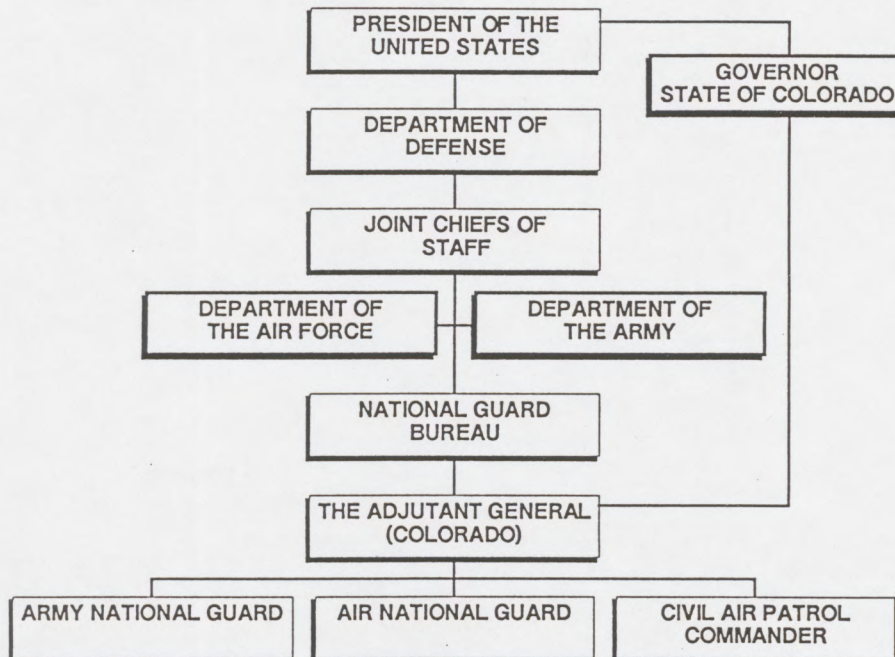 PRESIDENT OF THE
UNITED STATES
GOVERNOR
STATE OF COLORADO
DEPARTMENT OF
DEFENSE
JOINT CHIEFS OF
STAFF
DEPARTMENT OF
THE AIR FORCE
DEPARTMENT OF
THE ARMY
NATIONAL GUARD
BUREAU
THE ADJUTANT GENERAL
(COLORADO)
ARMY NATIONAL GUARD
AIR NATIONAL GUARD
CIVIL AIR PATROL
COMMANDER